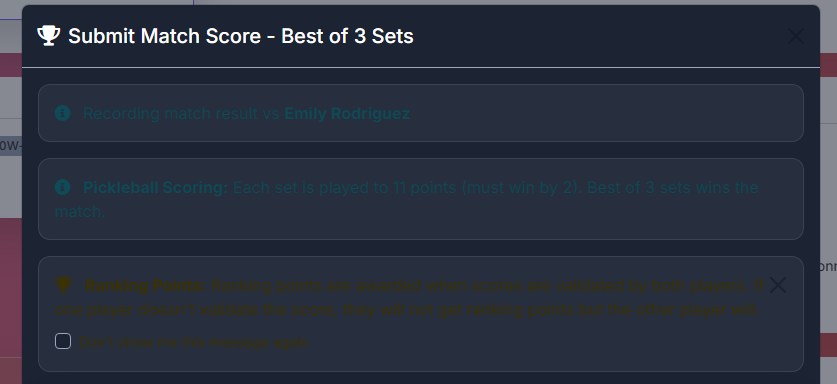 Submit Match Score - Best of 3 Sets
Recording match result vs Emily Rodriguez
Pickleball Scoring: Each set is played to 11 points (must win by 2). Best of 3 sets wins the
match.
Ranking Points: Ranking points are awarded when scores are validated by both players. If
one player doesn't validate the score, they will not get ranking points but the other player will.
Don't show me this message again
0W-
onn